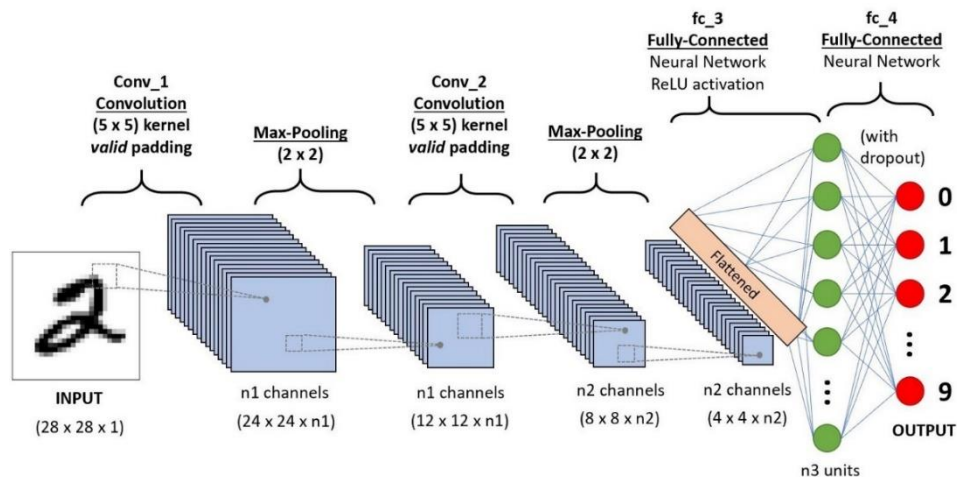 fc_3
Fully-Connected
Neural Network
ReLU activation
fc_4
Fully-Connected
Neural Network
Conv_1
Convolution
(5 x 5) kernel
valid padding
Max-Pooling
(2 x 2)
Conv_2
Convolution
(5 x 5) kernel
valid padding
Max-Pooling
(2 x 2)
(with
dropout)
Flattened
0
1
2
9
INPUT
(28 x 28 x 1)
n1 channels
(24 x 24 x n1)
n1 channels
(12 x 12 x n1)
n2 channels
(8 x 8 x n2)
n2 channels
(4 x 4 x n2)
OUTPUT
n3 units